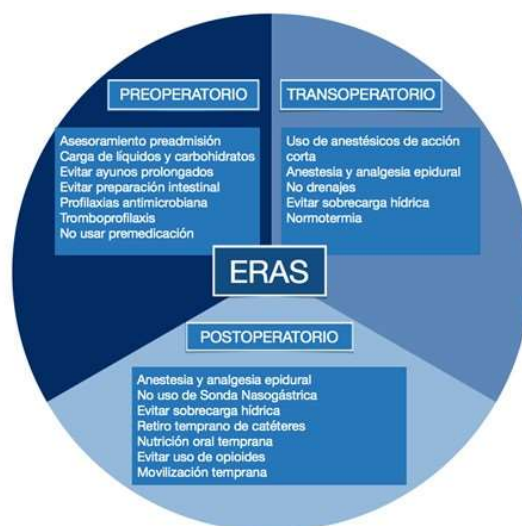 PREOPERATORIO
Asesoramiento preadmisión
Carga de líquidos y carbohidratos
Evitar ayunos prolongados
Evitar preparación intestinal
Profilaxias antimicrobiana
Tromboprofilaxis
No usar premedicación
TRANSOPERATORIO
Uso de anestésicos de acción
corta
Anestesia y analgesia epidural
No drenajes
Evitar sobrecarga hídrica
Normotermia
ERAS
POSTOPERATORIO
Anestesia y analgesia epidural
No uso de Sonda Nasogástrica
Evitar sobrecarga hídrica
Retiro temprano de catéteres
Nutrición oral temprana
Evitar uso de opioides
Movilización temprana